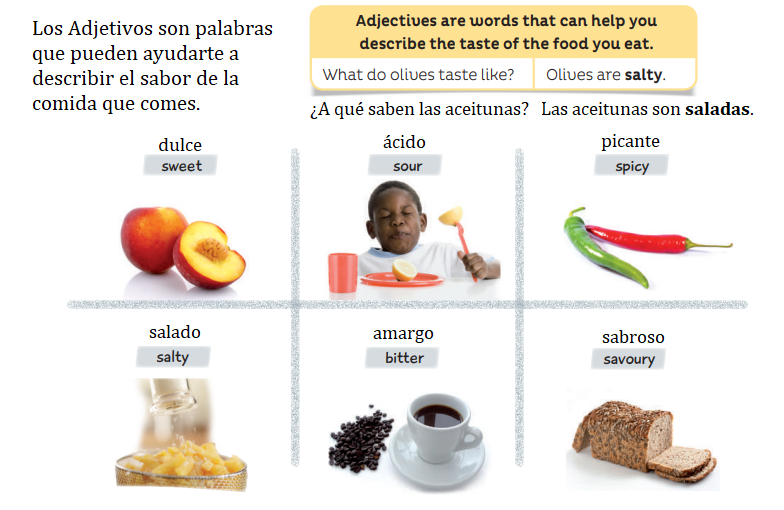 Los Adjetivos son palabras
que pueden ayudarte a
describir el sabor de la
comida que comes.
Adjectives are words that can help you
describe the taste of the food you eat.
What do olives taste like? Olives are salty.
¿A qué saben las aceitunas? Las aceitunas son saladas.
dulce ácido picante
sweet sour spicy
salado amargo sabroso
salty bitter savoury